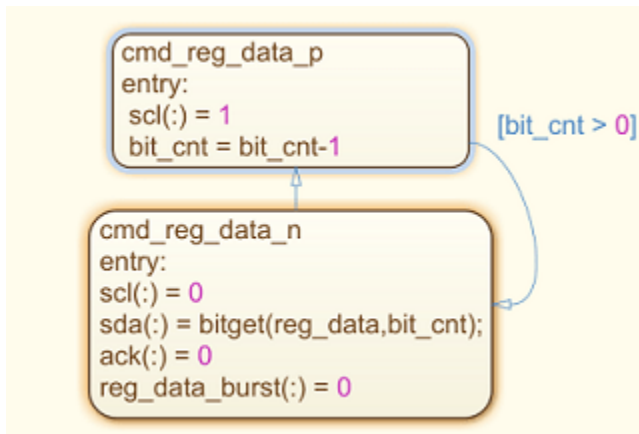 cmd_reg_data_p
entry:
scl(:) = 1
bit_cnt = bit_cnt-1
[bit_cnt > 0]
cmd_reg_data_n
entry:
scl(:) = 0
sda(:) = bitget(reg_data,bit_cnt);
ack(:) = 0
reg_data_burst(:) = 0